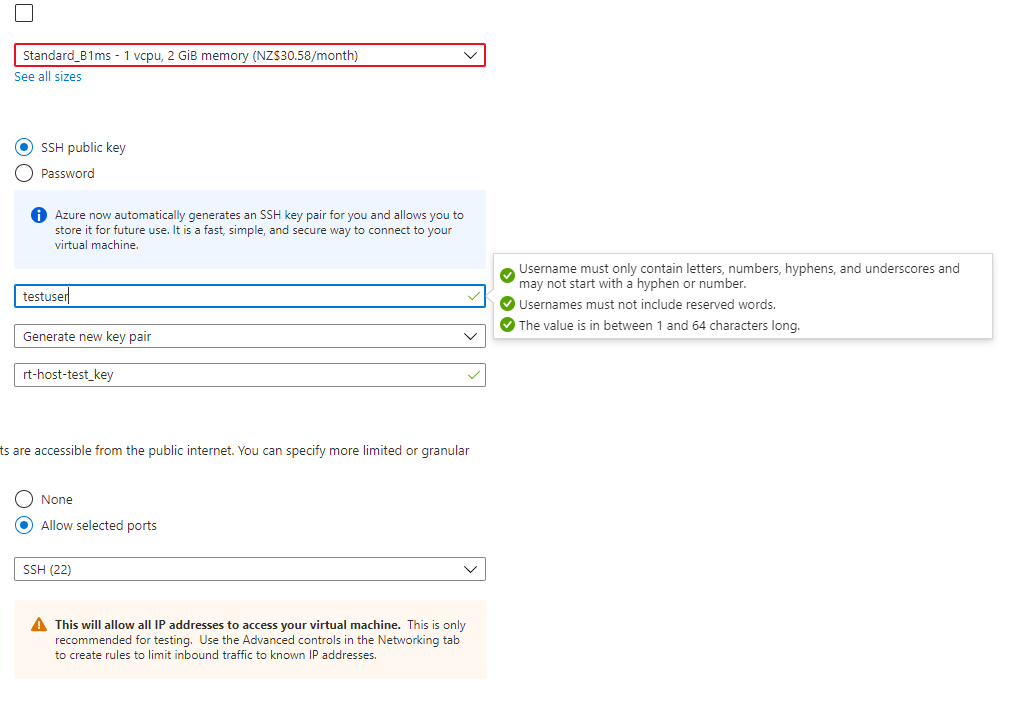 Standard_B1ms - 1 vcpu, 2 GiB memory (NZ$30.58/month)
See all sizes
SSH public key
Password
Azure now automatically generates an SSH key pair for you and allows you to
store it for future use. It is a fast, simple, and secure way to connect to your
virtual machine.
testuser
Username must only contain letters, numbers, hyphens, and underscores and
may not start with a hyphen or number.
Usernames must not include reserved words.
The value is in between 1 and 64 characters long.
Generate new key pair
rt-host-test_key
ts are accessible from the public internet. You can specify more limited or granular
None
Allow selected ports
SSH (22)
This will allow all IP addresses to access your virtual machine. This is only
recommended for testing. Use the Advanced controls in the Networking tab
to create rules to limit inbound traffic to known IP addresses.